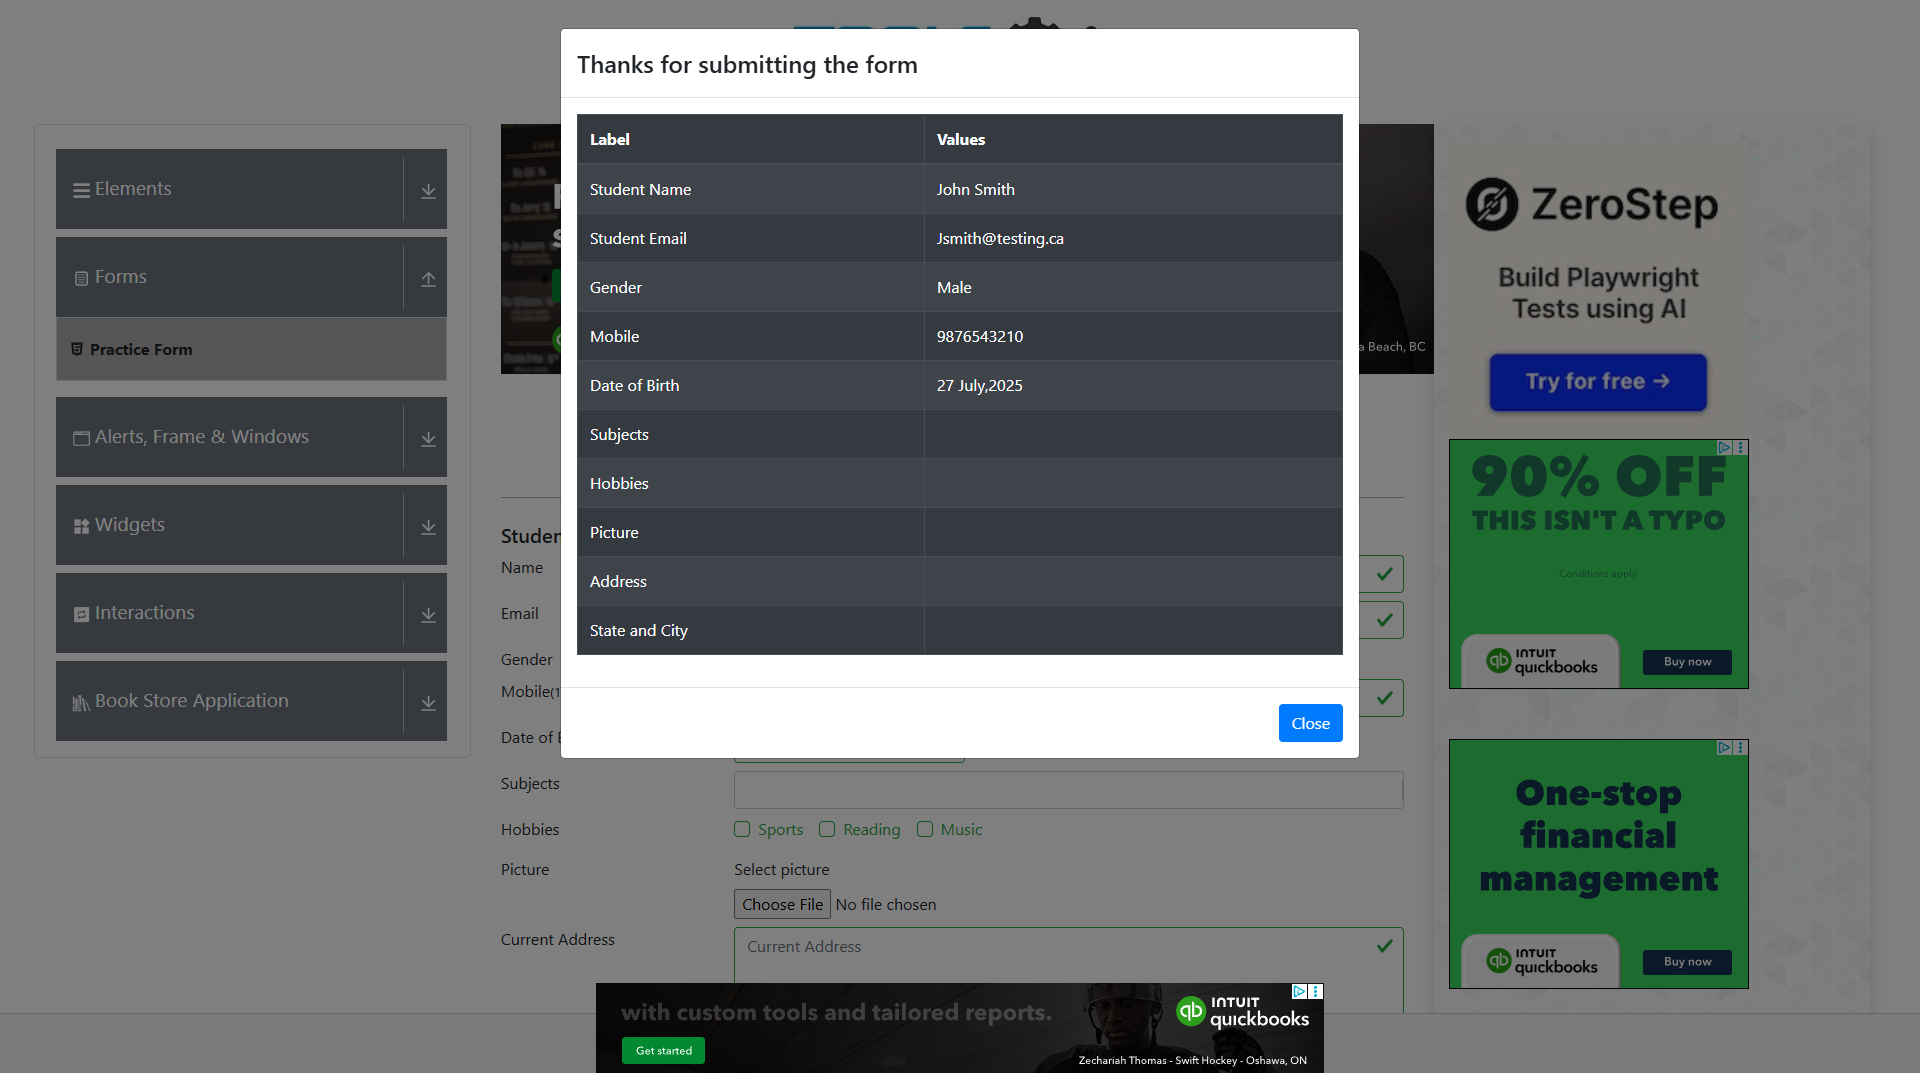 Thanks for submitting the form
Label Values
Student Name John Smith
Student Email Jsmith@testing.ca
Gender Male
Mobile 9876543210
Date of Birth 27 July,2025
Subjects
Hobbies
Picture
Address
State and City
Close
Elements
Forms
Practice Form
Alerts, Frame & Windows
Widgets
Interactions
Book Store Application
a Beach, BC
Name
Email
Gender
Date of
Subjects
Hobbies
Sports Reading Music
Picture
Select picture
Choose File No file chosen
Current Address
Current Address
ZeroStep
Build Playwright
Tests using AI
Try for free →
90% OFF
THIS ISN'T A TYPO
Conditions apply.
INTUIT
quickbooks
Buy now
One-stop
financial
management
INTUIT
quickbooks
Buy now
with custom tools and tailored reports.
Get started
INTUIT
quickbooks
Zechariah Thomas - Swift Hockey - Oshawa, ON